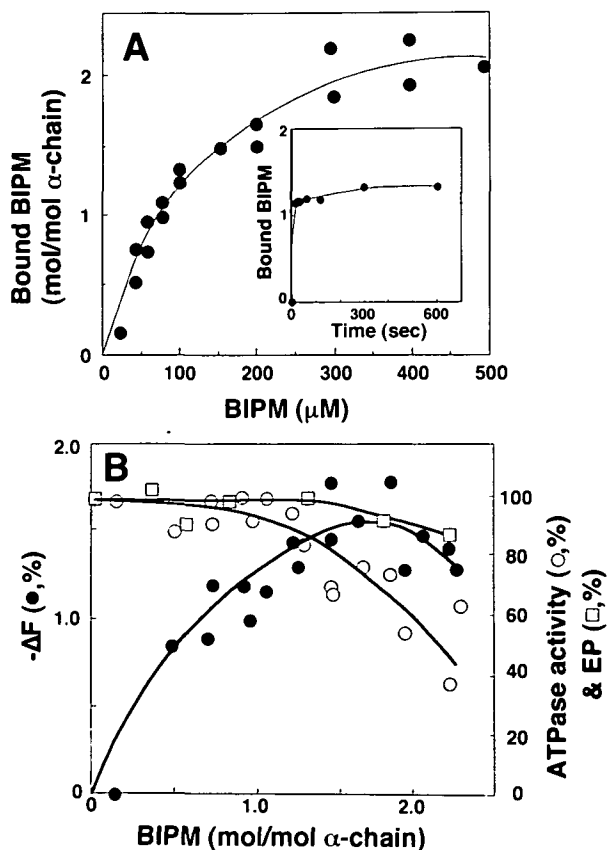 A
Bound BIPM
(mol/mol α-chain)
2
1
0
Bound BIPM
2
1
0
0
300
600
Time (sec)
0
100
200
300
400
500
BIPM (μM)
B
-ΔF (●,%)
2.0
1.0
0
1.0
2.0
BIPM (mol/mol α-chain)
100
80
60
40
20
0
ATPase activity (○,%)
& EP (□,%)